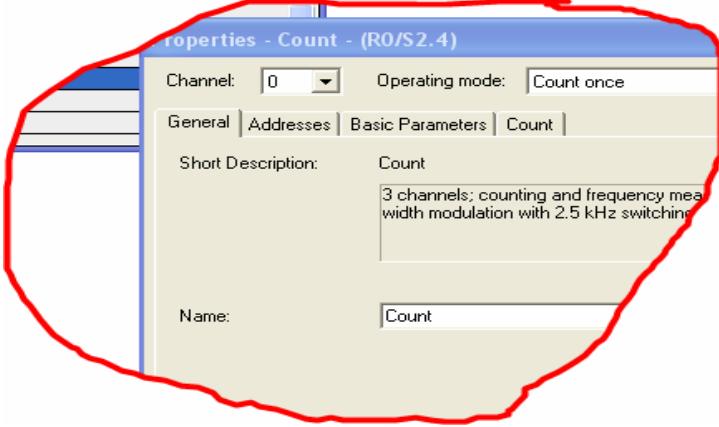 Properties - Count - (R0/S2.4)
Channel: 0 Operating mode: Count once
General Addresses Basic Parameters Count
Short Description: Count
3 channels; counting and frequency mea
width modulation with 2.5 kHz switching
Name: Count